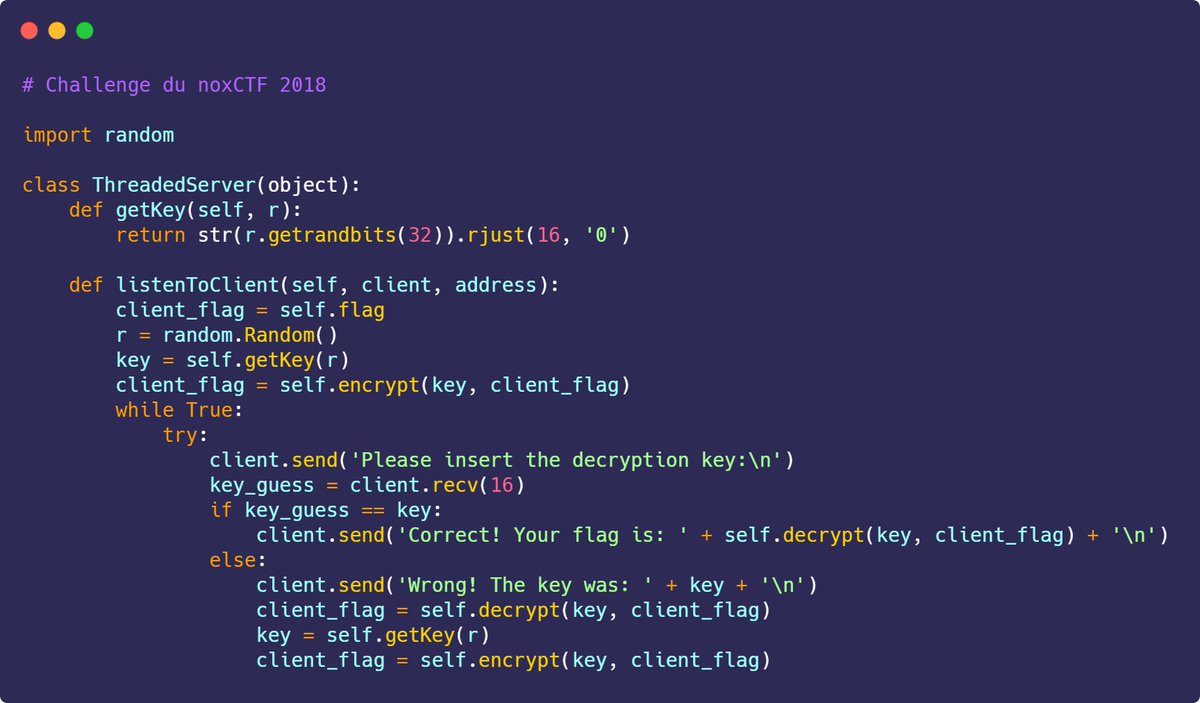 # Challenge du noxCTF 2018

import random

class ThreadedServer(object):
    def getKey(self, r):
        return str(r.getrandbits(32)).rjust(16, '0')

    def listenToClient(self, client, address):
        client_flag = self.flag
        r = random.Random()
        key = self.getKey(r)
        client_flag = self.encrypt(key, client_flag)
        while True:
            try:
                client.send('Please insert the decryption key:\n')
                key_guess = client.recv(16)
                if key_guess == key:
                    client.send('Correct! Your flag is: ' + self.decrypt(key, client_flag) + '\n')
                else:
                    client.send('Wrong! The key was: ' + key + '\n')
                    client_flag = self.decrypt(key, client_flag)
                    key = self.getKey(r)
                    client_flag = self.encrypt(key, client_flag)